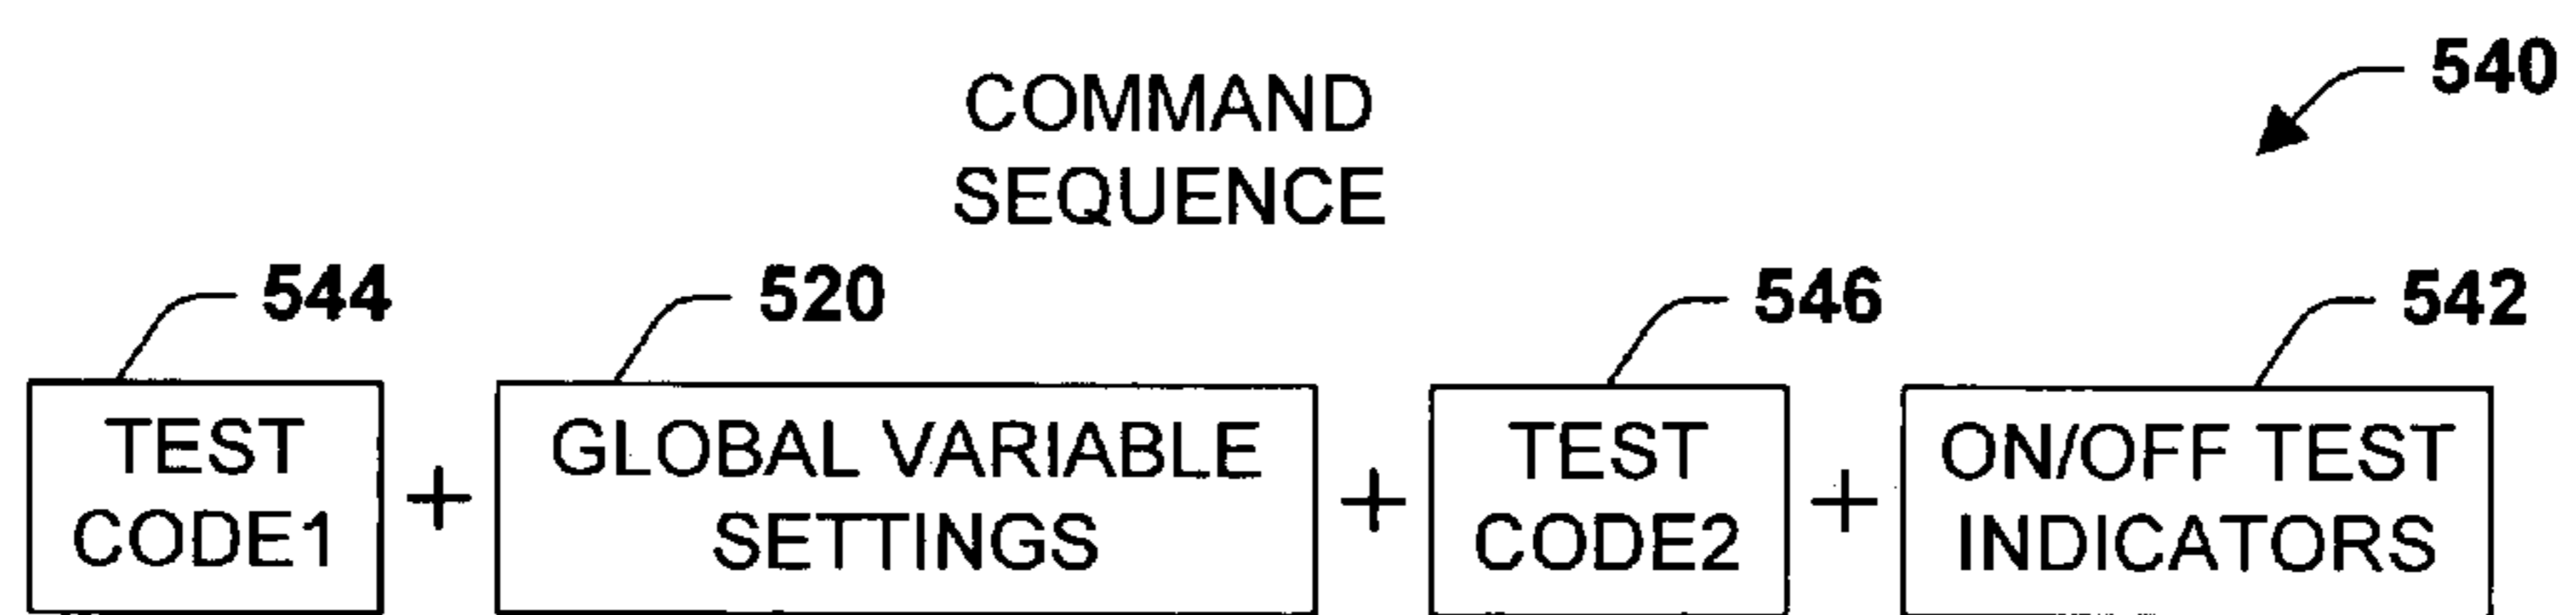 COMMAND
SEQUENCE
540
544
520
546
542
TEST
CODE1
+
GLOBAL VARIABLE
SETTINGS
+
TEST
CODE2
+
ON/OFF TEST
INDICATORS